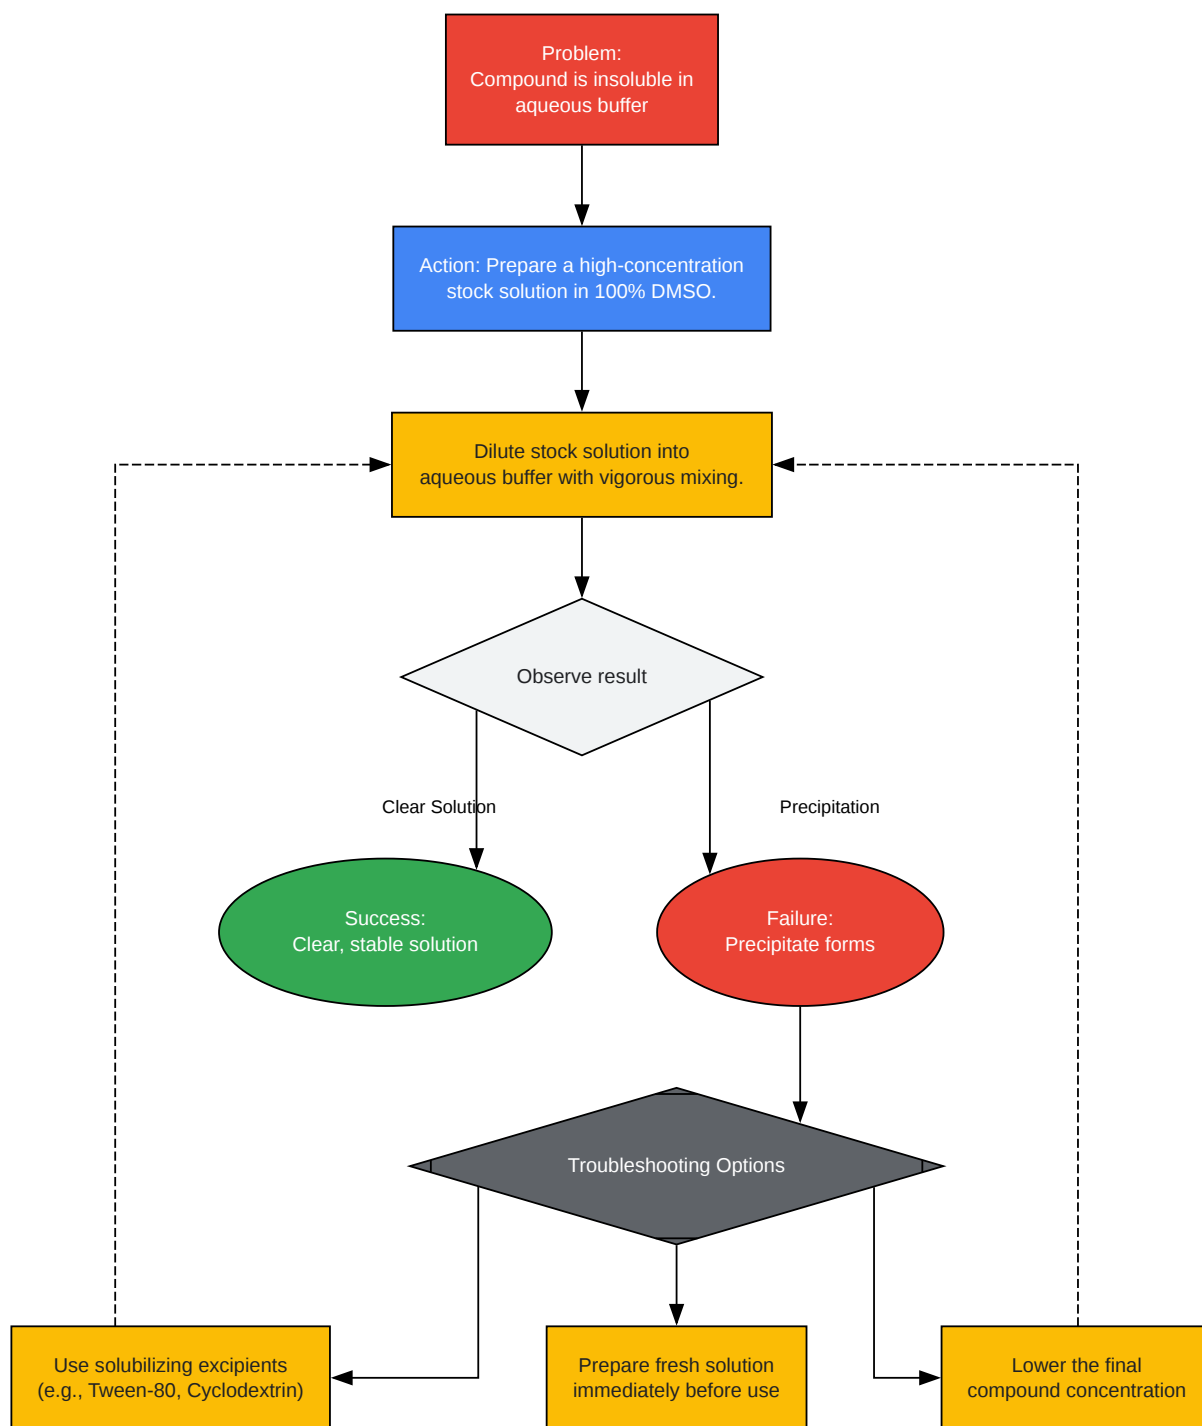 Problem:
Compound is insoluble in
aqueous buffer
Action: Prepare a high-concentration
stock solution in 100% DMSO.
Dilute stock solution into
aqueous buffer with vigorous mixing.
Observe result
Clear Solution
Precipitation
Success:
Clear, stable solution
Failure:
Precipitate forms
Troubleshooting Options
Use solubilizing excipients
(e.g., Tween-80, Cyclodextrin)
Prepare fresh solution
immediately before use
Lower the final
compound concentration